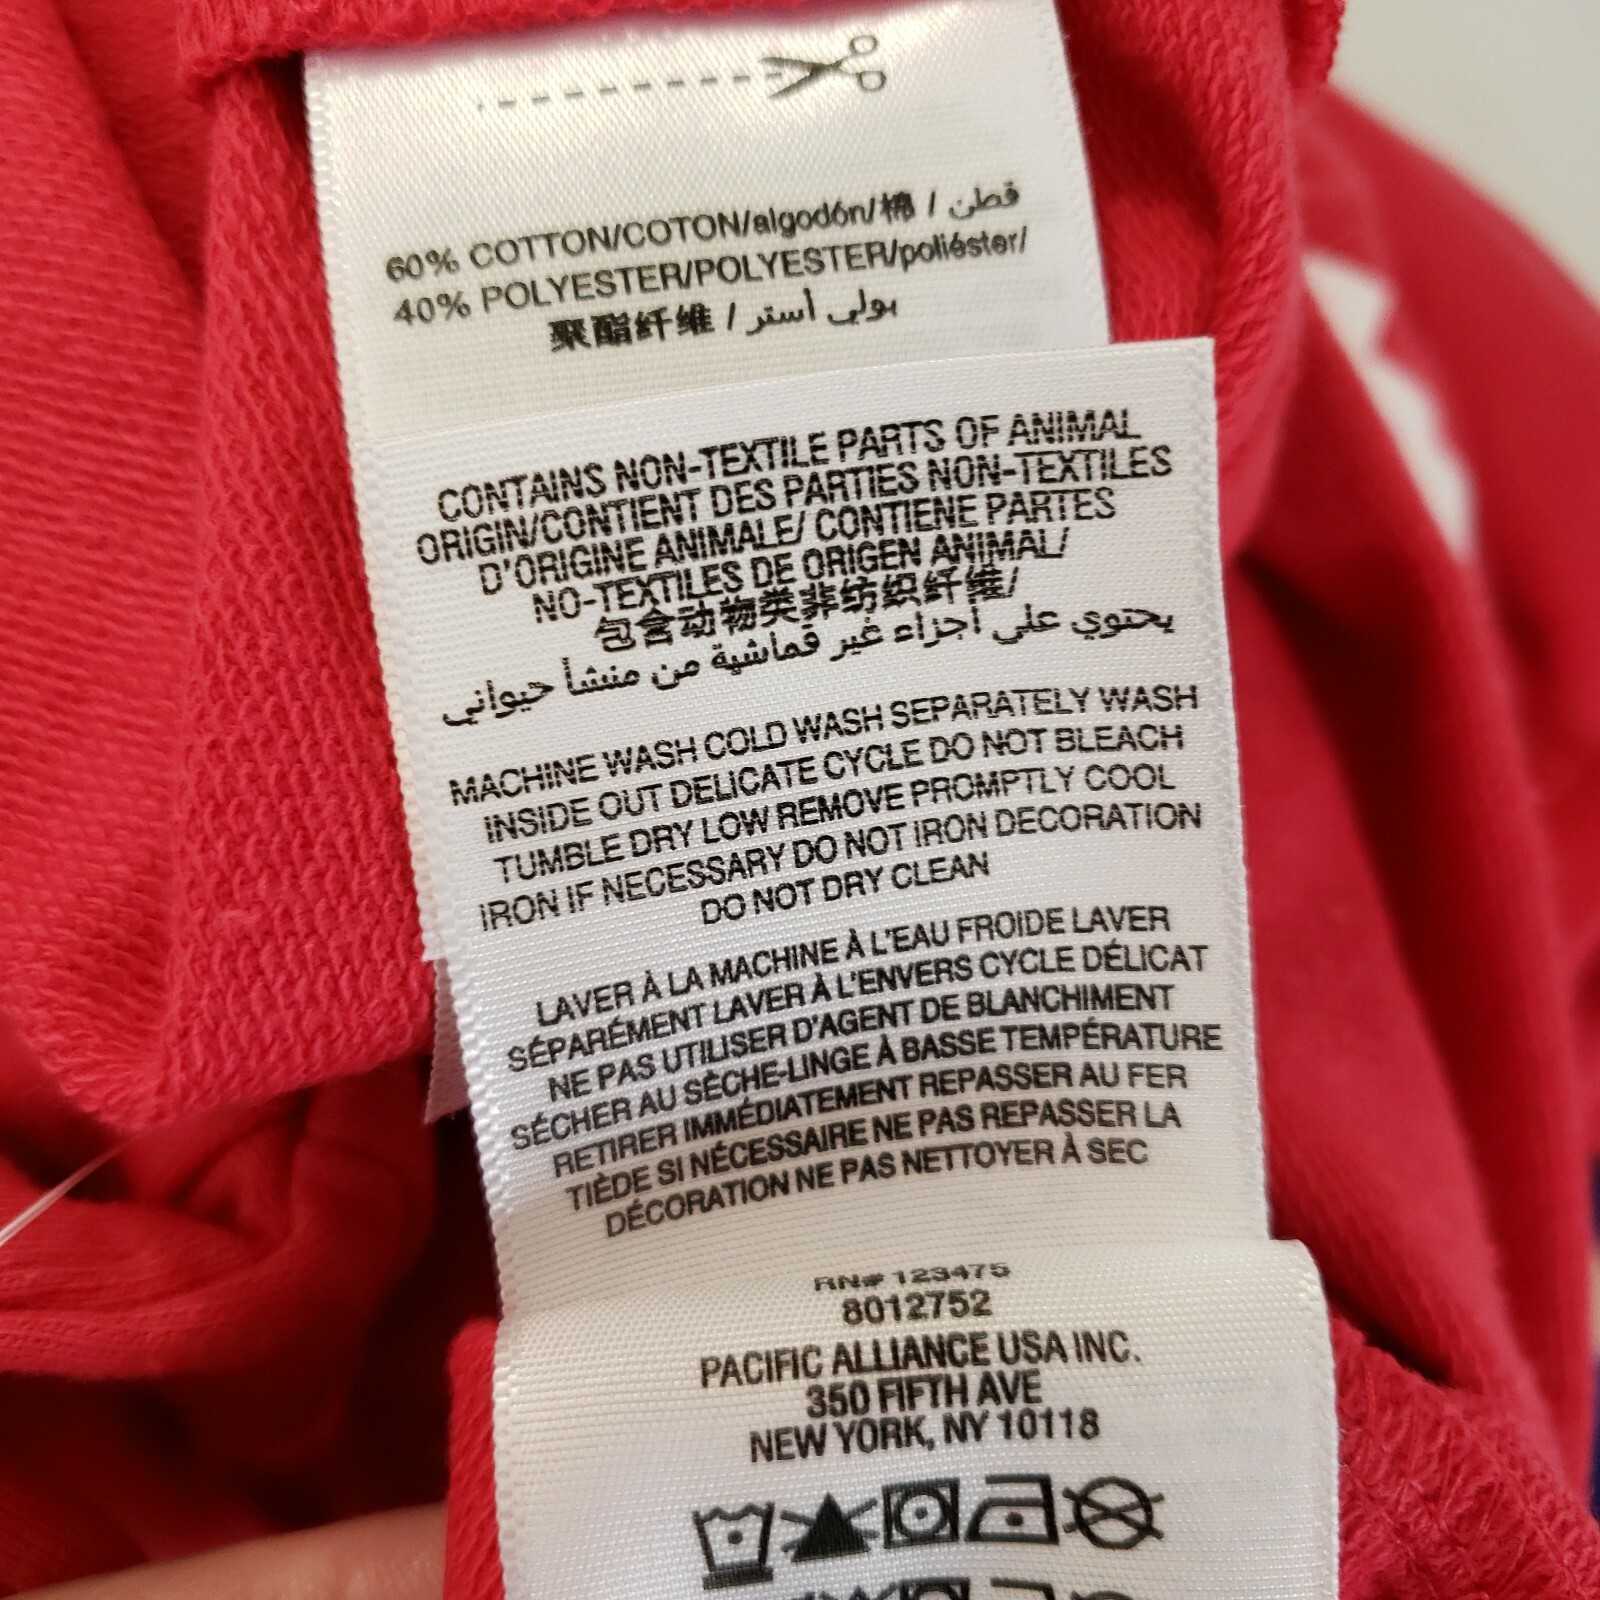 60% COTTON/COTON/algodón/棉 / قطن
40% POLYESTER/POLYESTER/poliéster/
聚酯纤维 / بولي أستر
CONTAINS NON-TEXTILE PARTS OF ANIMAL
ORIGIN/CONTIENT DES PARTIES NON-TEXTILES
D'ORIGINE ANIMALE/ CONTIENE PARTES
NO-TEXTILES DE ORIGEN ANIMAL/
包含动物类非纺织纤维/
يحتوي على أجزاء غير قماشية من منشأ حيواني
MACHINE WASH COLD WASH SEPARATELY WASH
INSIDE OUT DELICATE CYCLE DO NOT BLEACH
TUMBLE DRY LOW REMOVE PROMPTLY COOL
IRON IF NECESSARY DO NOT IRON DECORATION
DO NOT DRY CLEAN
LAVER À LA MACHINE À L'EAU FROIDE LAVER
SÉPARÉMENT LAVER À L'ENVERS CYCLE DÉLICAT
NE PAS UTILISER D'AGENT DE BLANCHIMENT
SÉCHER AU SÈCHE-LINGE À BASSE TEMPÉRATURE
RETIRER IMMÉDIATEMENT REPASSER AU FER
TIÈDE SI NÉCESSAIRE NE PAS REPASSER LA
DÉCORATION NE PAS NETTOYER À SEC
RN# 123475
8012752
PACIFIC ALLIANCE USA INC.
350 FIFTH AVE
NEW YORK, NY 10118